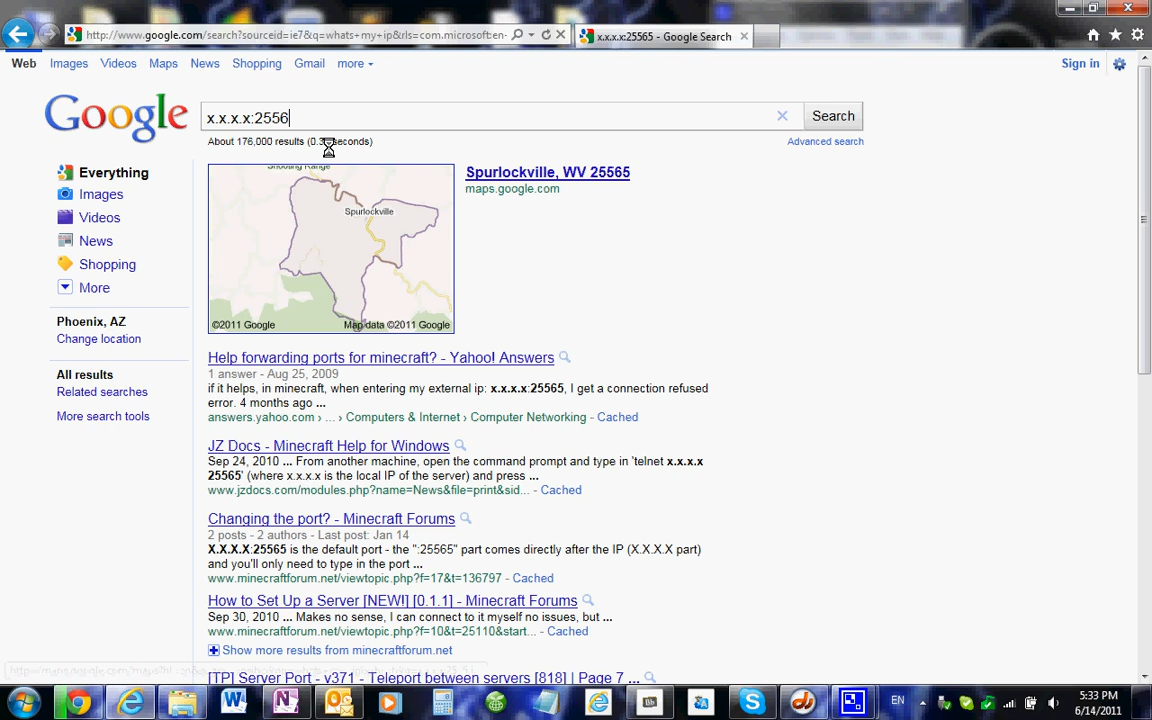 http://www.google.com/search?sourceid=ie7&q=whats+my+ip&rls=com.microsoft:en-
x.x.x.x:25565 - Google Search
Web Images Videos Maps News Shopping Gmail more
Sign in
Google
x.x.x.x:2556
Search
About 176,000 results
Advanced search
Everything
Images
Videos
News
Shopping
More
Phoenix, AZ
Change location
All results
Related searches
More search tools
Shooting Range
Spurlockville
©2011 Google
Map data ©2011 Google
Spurlockville, WV 25565
maps.google.com
Help forwarding ports for minecraft? - Yahoo! Answers
1 answer - Aug 25, 2009
if it helps, in minecraft, when entering my external ip: x.x.x.x:25565, I get a connection refused
error. 4 months ago ...
answers.yahoo.com › ... › Computers & Internet › Computer Networking - Cached
JZ Docs - Minecraft Help for Windows
Sep 24, 2010 ... From another machine, open the command prompt and type in 'telnet x.x.x.x
25565' (where x.x.x.x is the local IP of the server) and press ...
www.jzdocs.com/modules.php?name=News&file=print&sid... - Cached
Changing the port? - Minecraft Forums
2 posts - 2 authors - Last post: Jan 14
X.X.X.X:25565 is the default port - the ":25565" part comes directly after the IP (X.X.X.X part)
and you'll only need to type in the port ...
www.minecraftforum.net/viewtopic.php?f=17&t=136797 - Cached
How to Set Up a Server [NEW!] [0.1.1] - Minecraft Forums
Sep 30, 2010 ... Makes no sense, I can connect to it myself no issues, but ...
www.minecraftforum.net/viewtopic.php?f=10&t=25110&start... - Cached
Show more results from minecraftforum.net
[TP] Server Port - v371 - Teleport between servers [818] | Page 7 ...
EN
5:33 PM
6/14/2011